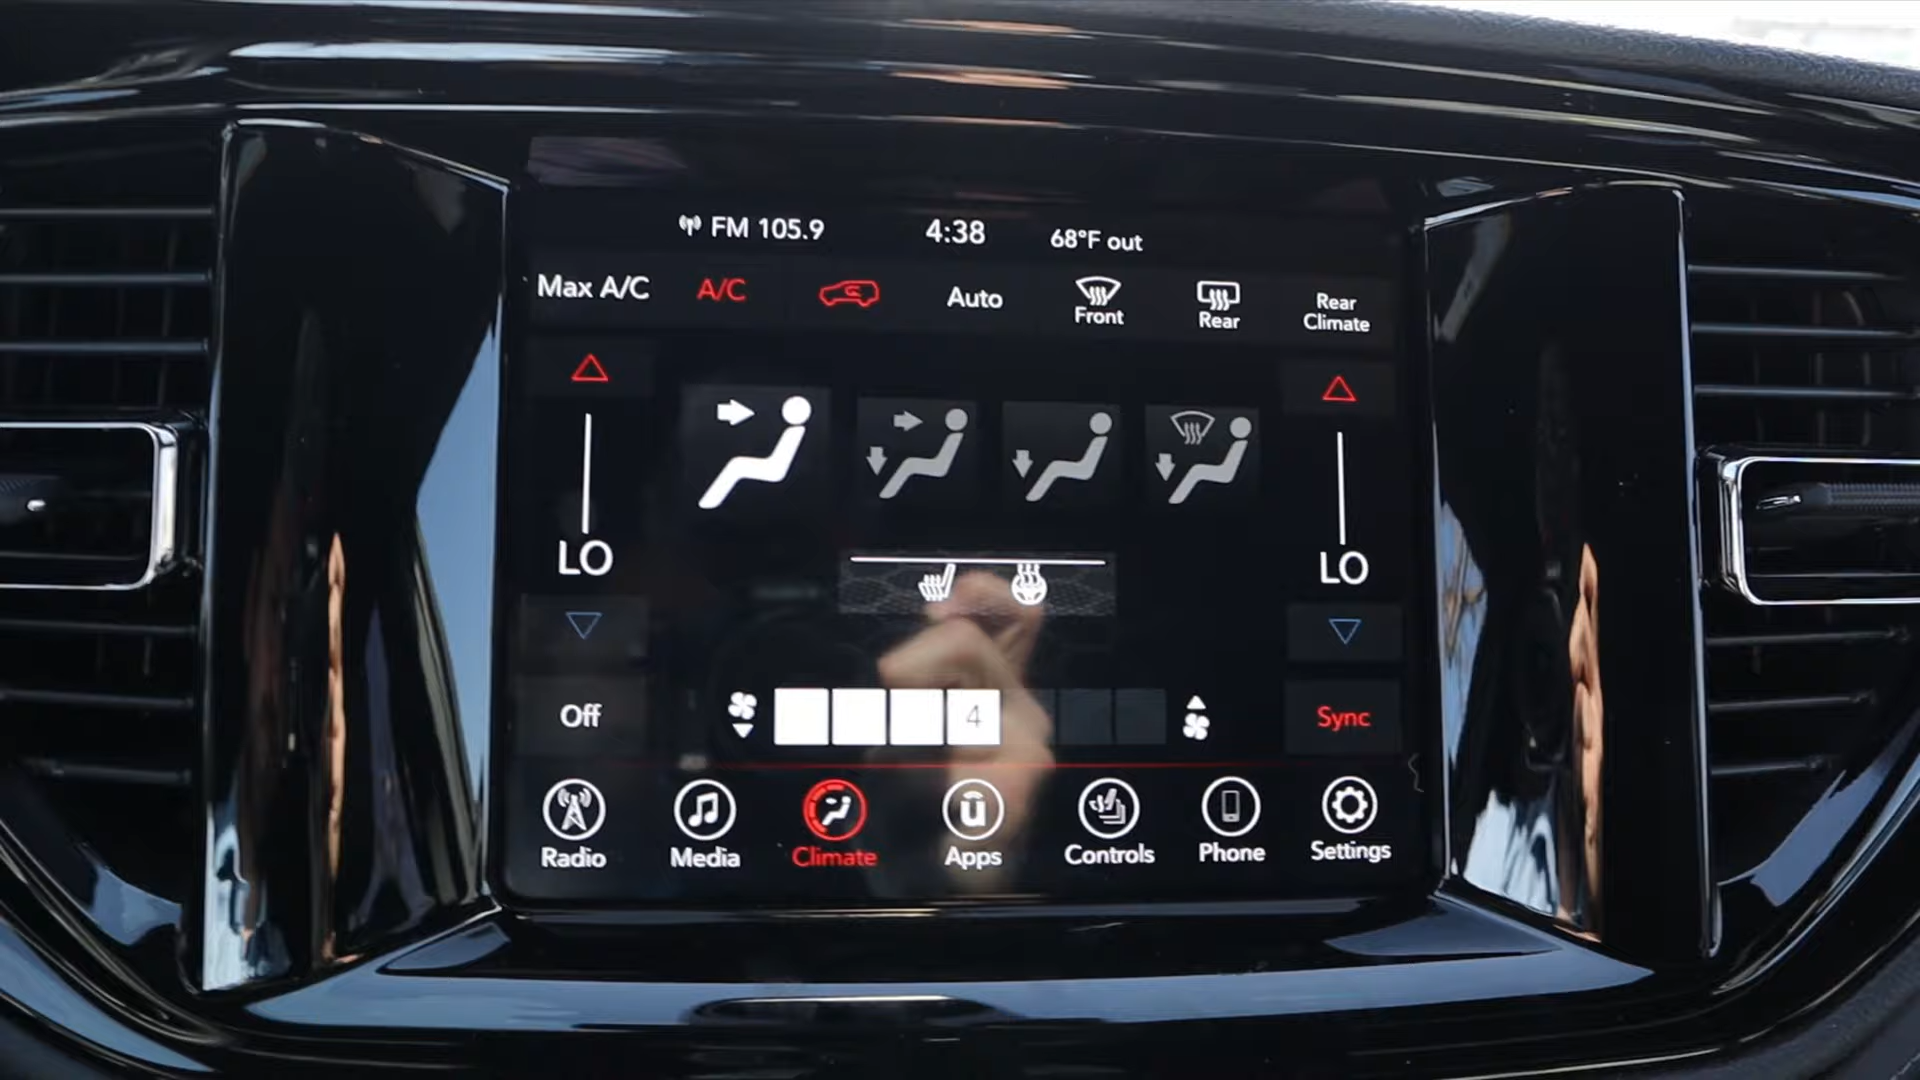 FM 105.9 4:38 68°F out
Max A/C A/C Auto Front Rear Rear Climate
LO LO
Off 4 Sync
Radio Media Climate Apps Controls Phone Settings